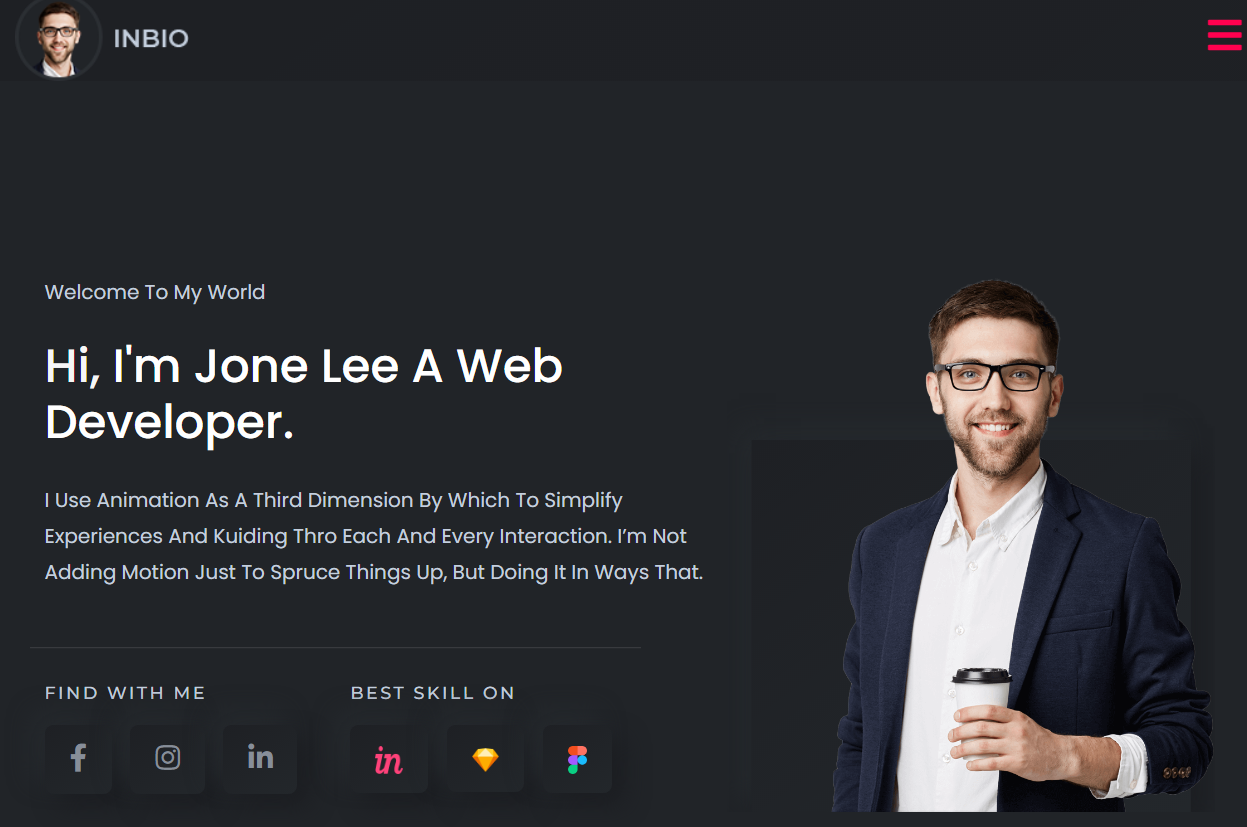 INBIO
Welcome To My World
Hi, I'm Jone Lee A Web
Developer.
I Use Animation As A Third Dimension By Which To Simplify
Experiences And Kuiding Thro Each And Every Interaction. I’m Not
Adding Motion Just To Spruce Things Up, But Doing It In Ways That.
FIND WITH ME
BEST SKILL ON
f
in
in